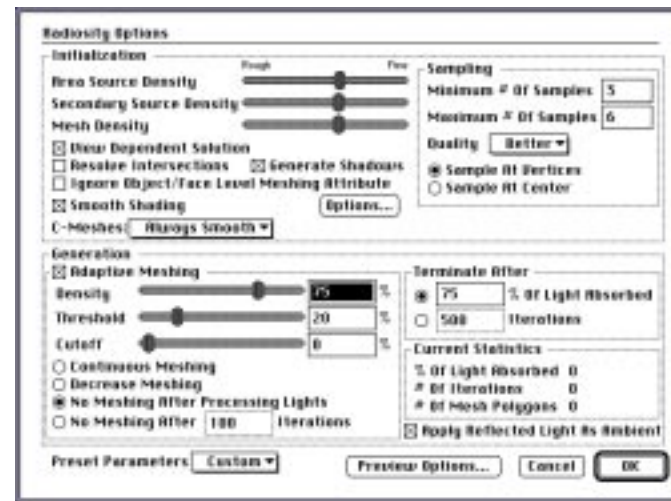 Radiosity Options
Initialization
Rough Fine
Area Source Density
Secondary Source Density
Mesh Density
View Dependent Solution
Resolve Intersections Generate Shadows
Ignore Object/Face Level Meshing Attribute
Smooth Shading Options...
C-Meshes: Always Smooth
Sampling
Minimum # Of Samples
Maximum # Of Samples 6
Quality Better
Sample At Vertices
Sample At Center
Generation
Adaptive Meshing
Density 75 %
Threshold 20 %
Cutoff 0 %
Continuous Meshing
Decrease Meshing
No Meshing After Processing Lights
No Meshing After 100 Iterations
Terminate After
75 % Of Light Absorbed
500 Iterations
Current Statistics
% Of Light Absorbed 0
# Of Iterations 0
# Of Mesh Polygons 0
Apply Reflected Light As Ambient
Preset Parameters Custom Preview Options... Cancel OK